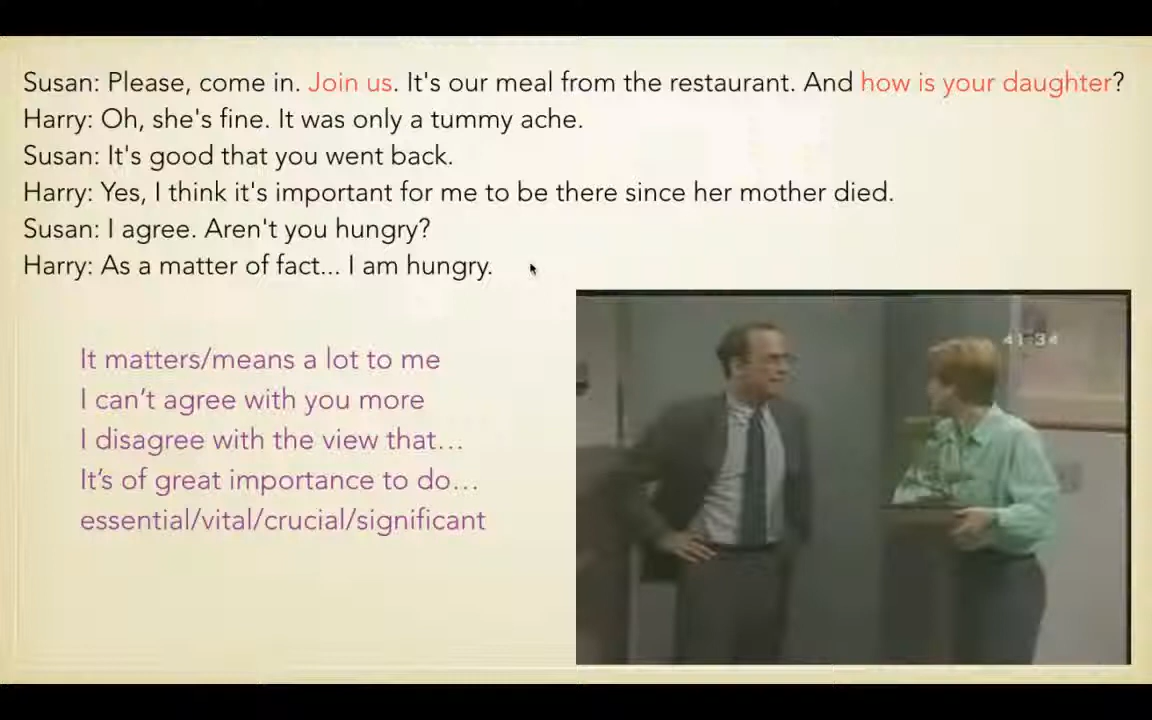 Susan: Please, come in. Join us. It's our meal from the restaurant. And how is your daughter?
Harry: Oh, she's fine. It was only a tummy ache.
Susan: It's good that you went back.
Harry: Yes, I think it's important for me to be there since her mother died.
Susan: I agree. Aren't you hungry?
Harry: As a matter of fact... I am hungry.
It matters/means a lot to me
I can’t agree with you more
I disagree with the view that…
It’s of great importance to do…
essential/vital/crucial/significant
41:34